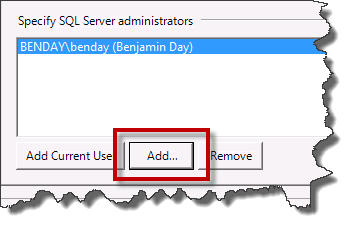 Specify SQL Server administrators
BENDAY\benday (Benjamin Day)
Add Current Use Add... Remove